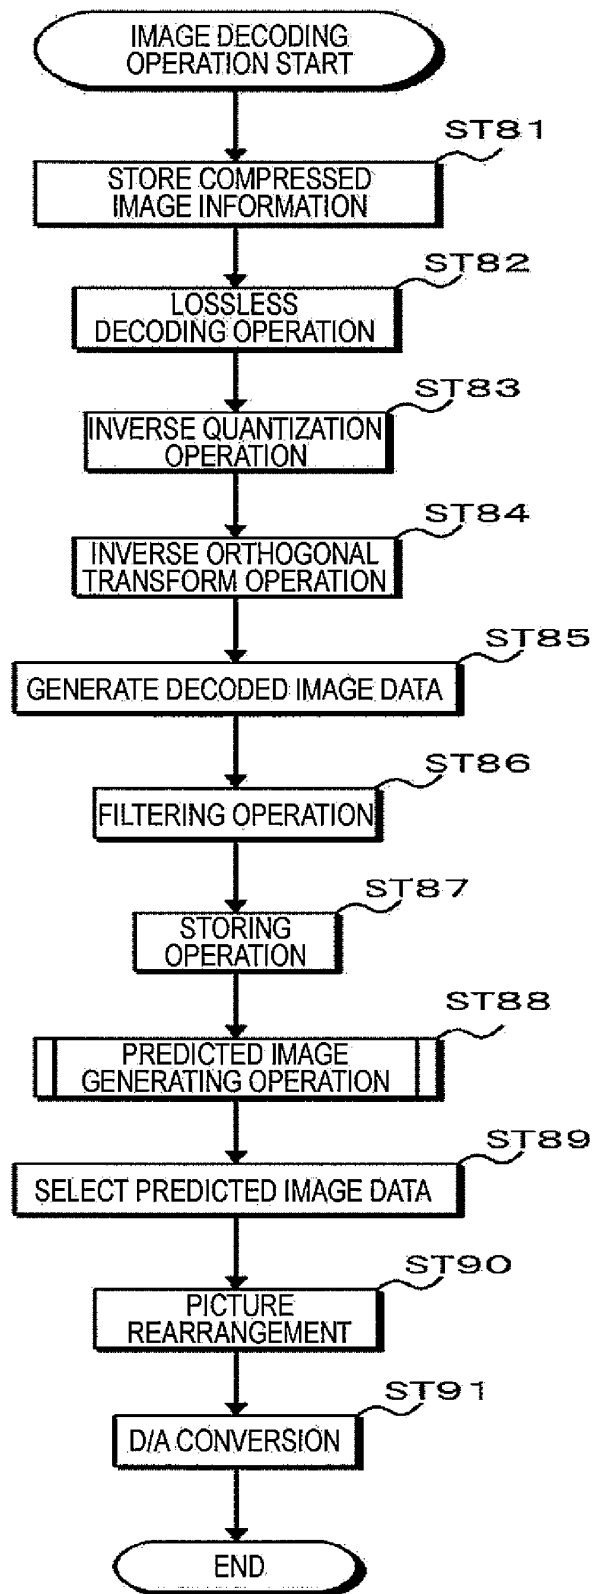 IMAGE DECODING
OPERATION START
ST81
STORE COMPRESSED
IMAGE INFORMATION
ST82
LOSSLESS
DECODING OPERATION
ST83
INVERSE QUANTIZATION
OPERATION
ST84
INVERSE ORTHOGONAL
TRANSFORM OPERATION
ST85
GENERATE DECODED IMAGE DATA
ST86
FILTERING OPERATION
ST87
STORING
OPERATION
ST88
PREDICTED IMAGE
GENERATING OPERATION
ST89
SELECT PREDICTED IMAGE DATA
ST90
PICTURE
REARRANGEMENT
ST91
D/A CONVERSION
END